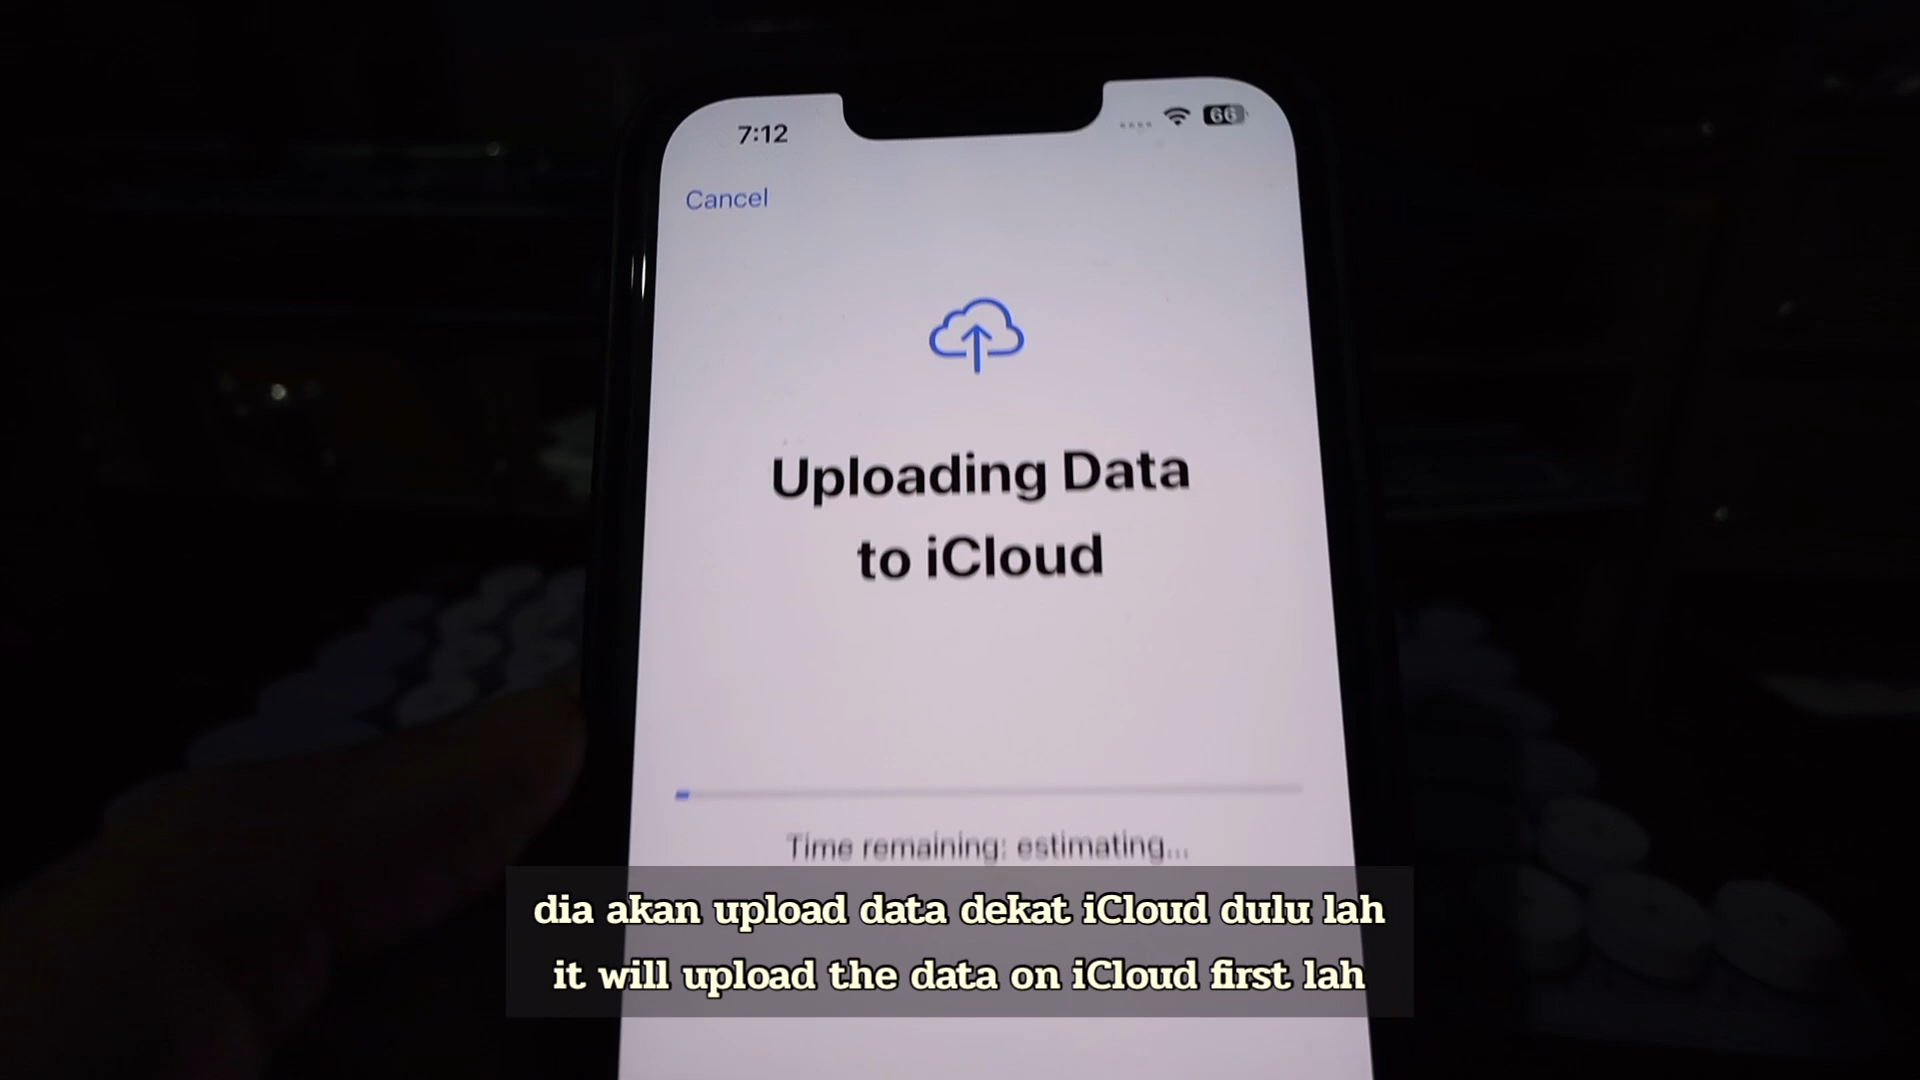 7:12
66
Cancel
Uploading Data
to iCloud
Time remaining: estimating...
dia akan upload data dekat iCloud dulu lah
it will upload the data on iCloud first lah